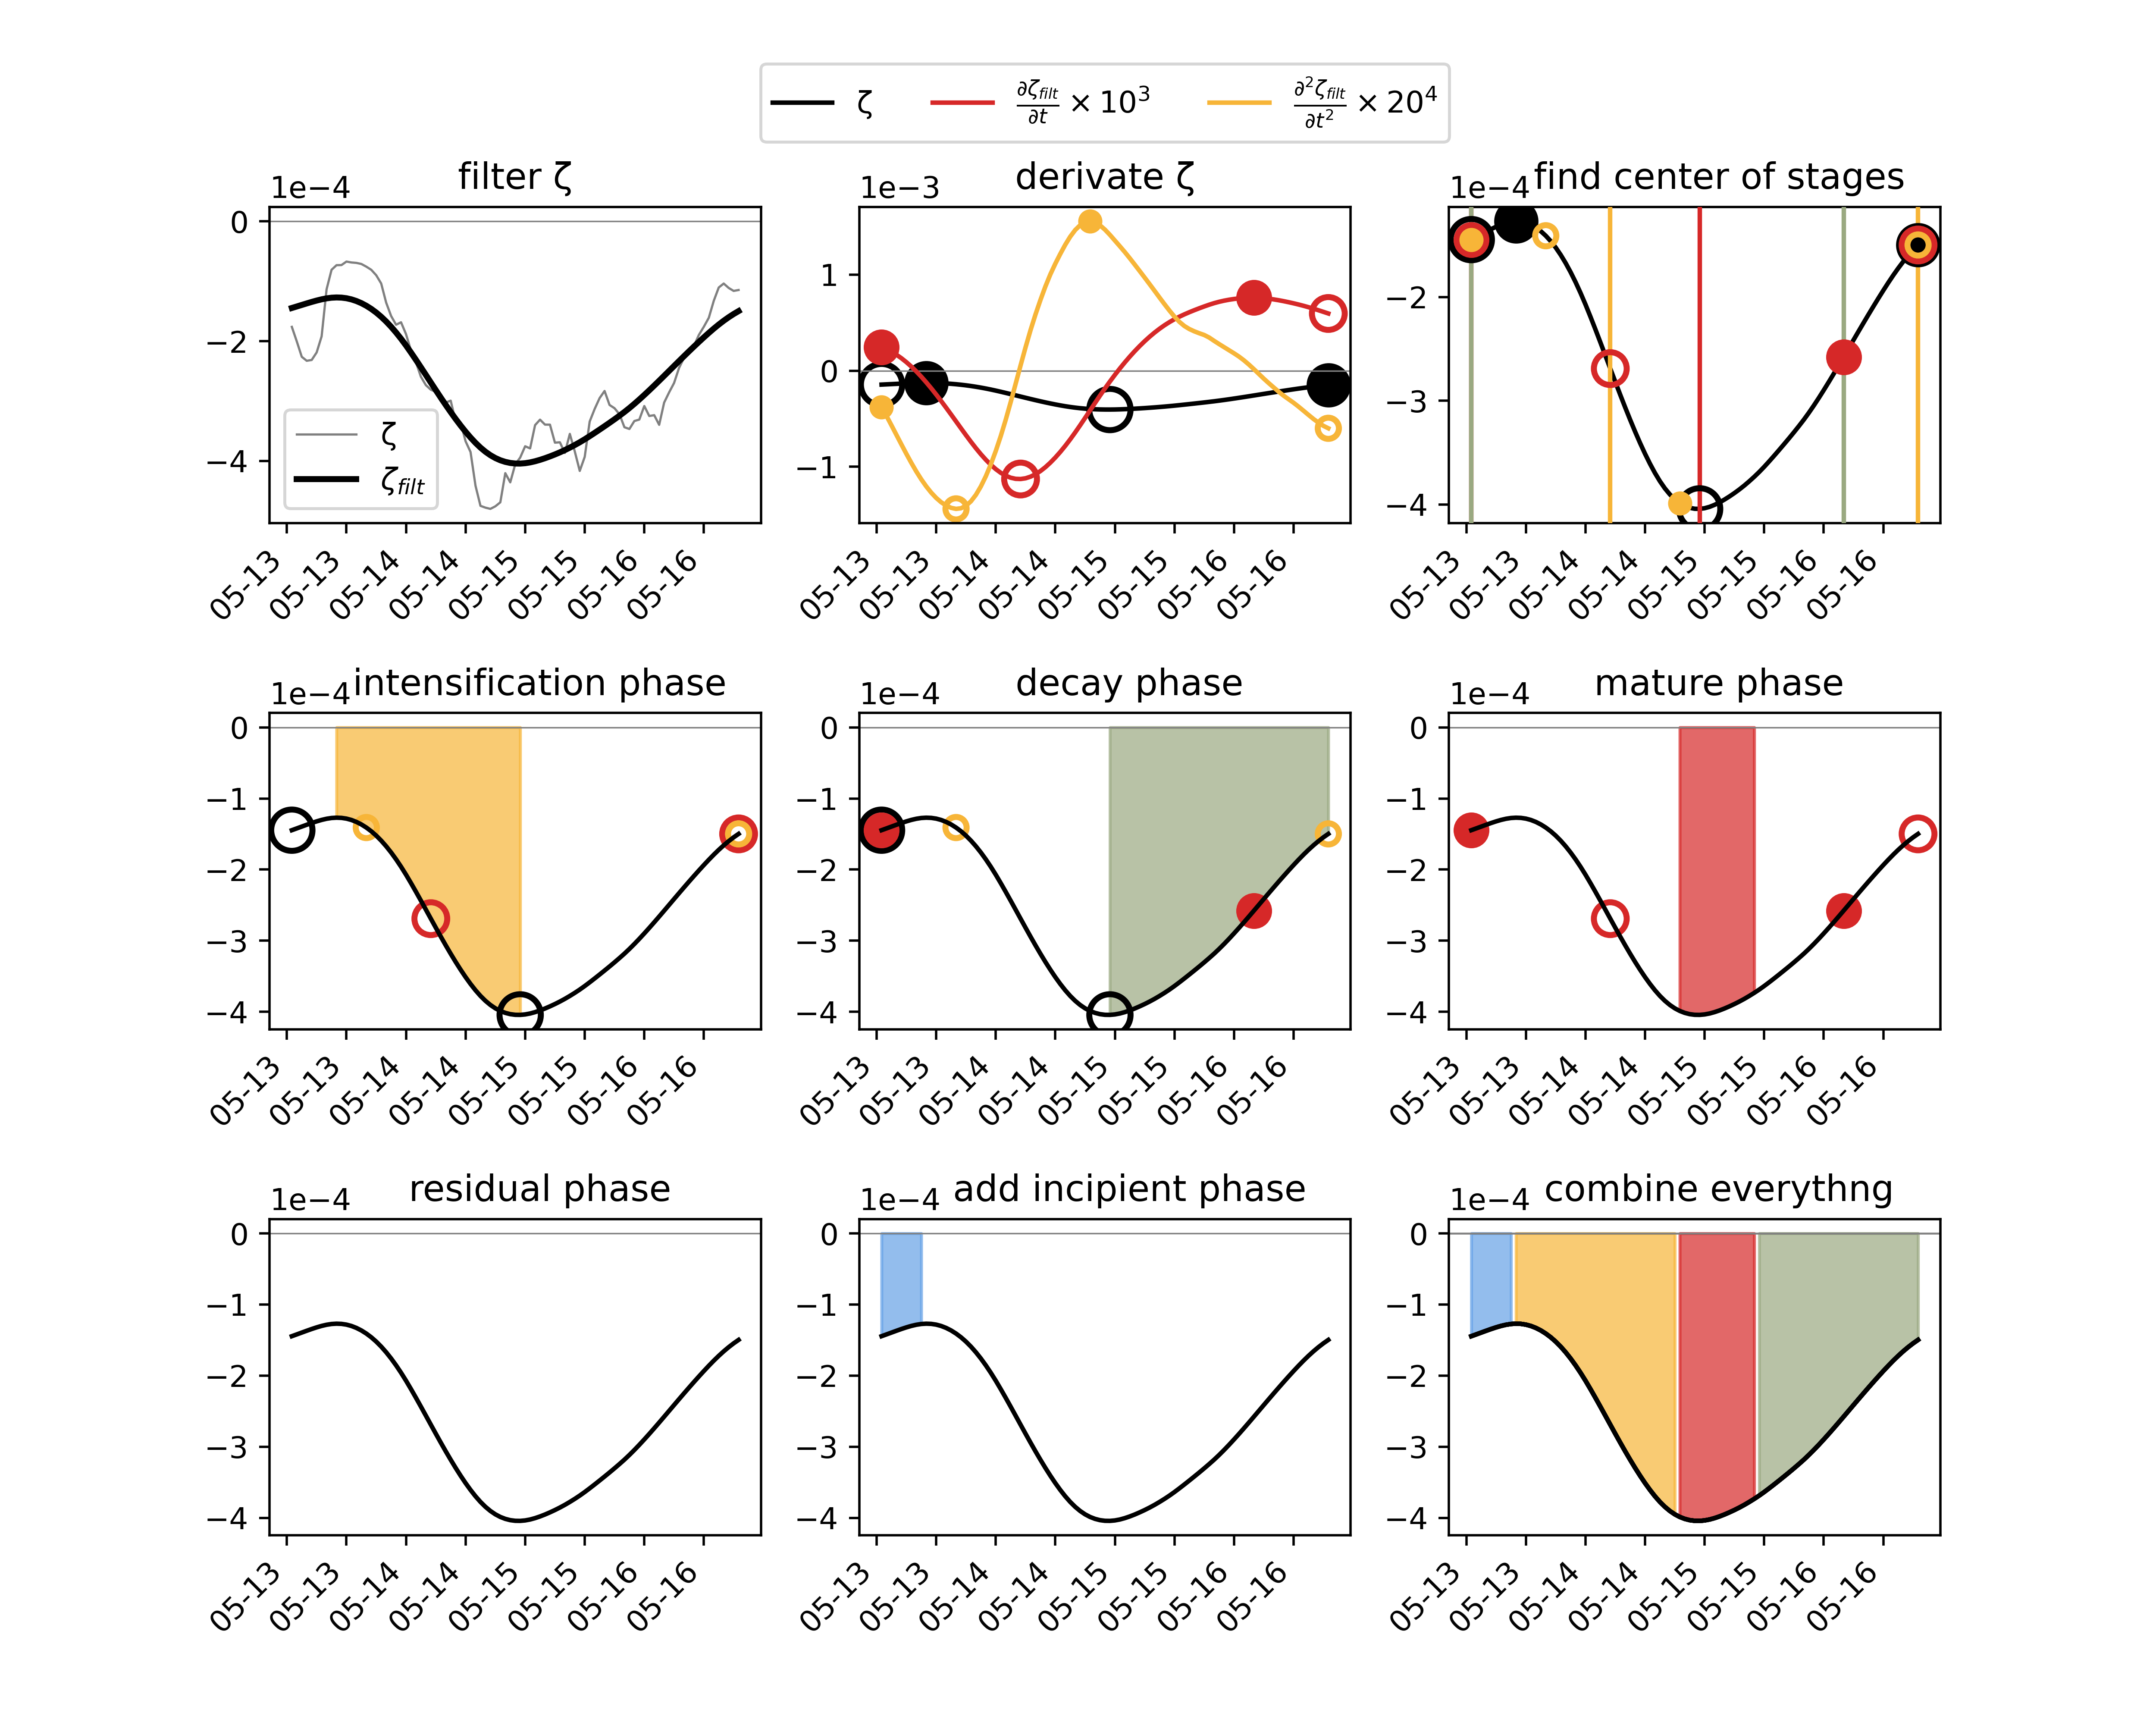 ζ ∂ζ_filt/∂t × 10³ ∂²ζ_filt/∂t² × 20⁴
filter ζ
1e−4
0
−2
−4
ζ
ζ_filt
05-13 05-13 05-14 05-14 05-15 05-15 05-16 05-16
derivate ζ
1e−3
1
0
−1
05-13 05-13 05-14 05-14 05-15 05-15 05-16 05-16
find center of stages
1e−4
−2
−3
−4
05-13 05-13 05-14 05-14 05-15 05-15 05-16 05-16
intensification phase
1e−4
0
−1
−2
−3
−4
05-13 05-13 05-14 05-14 05-15 05-15 05-16 05-16
decay phase
1e−4
0
−1
−2
−3
−4
05-13 05-13 05-14 05-14 05-15 05-15 05-16 05-16
mature phase
1e−4
0
−1
−2
−3
−4
05-13 05-13 05-14 05-14 05-15 05-15 05-16 05-16
residual phase
1e−4
0
−1
−2
−3
−4
05-13 05-13 05-14 05-14 05-15 05-15 05-16 05-16
add incipient phase
1e−4
0
−1
−2
−3
−4
05-13 05-13 05-14 05-14 05-15 05-15 05-16 05-16
combine everythng
1e−4
0
−1
−2
−3
−4
05-13 05-13 05-14 05-14 05-15 05-15 05-16 05-16